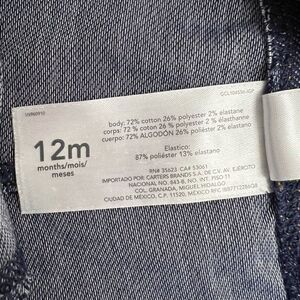 12m
months/mois/
meses
body: 72% cotton 26% polyester 2% elastane
corps: 72 % coton 26 % polyester 2 % élasthanne
cuerpo: 72% ALGODÓN 26% poliéster 2% elastano
Elastico:
87% poliéster 13% elastano
RN# 35623 CA# 53061
IMPORTADO POR: CARTERS BRANDS S.A. DE C.V. AV. EJERCITO
NACIONAL NO. 843-B, NO. INT. PISO 11
COL. GRANADA, MIGUEL HIDALGO
CIUDAD DE MEXICO, C.P. 11520, MEXICO RFC